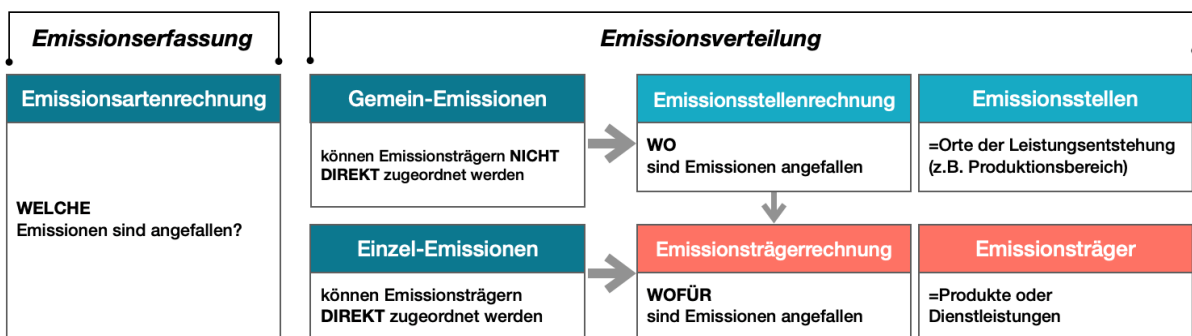 Emissionserfassung
Emissionsverteilung
Emissionsartenrechnung
WELCHE
Emissionen sind angefallen?
Gemein-Emissionen
können Emissionsträgern NICHT
DIREKT zugeordnet werden
Emissionsstellenrechnung
WO
sind Emissionen angefallen
Emissionsstellen
=Orte der Leistungsentstehung
(z.B. Produktionsbereich)
Einzel-Emissionen
können Emissionsträgern
DIREKT zugeordnet werden
Emissionsträgerrechnung
WOFÜR
sind Emissionen angefallen
Emissionsträger
=Produkte oder
Dienstleistungen